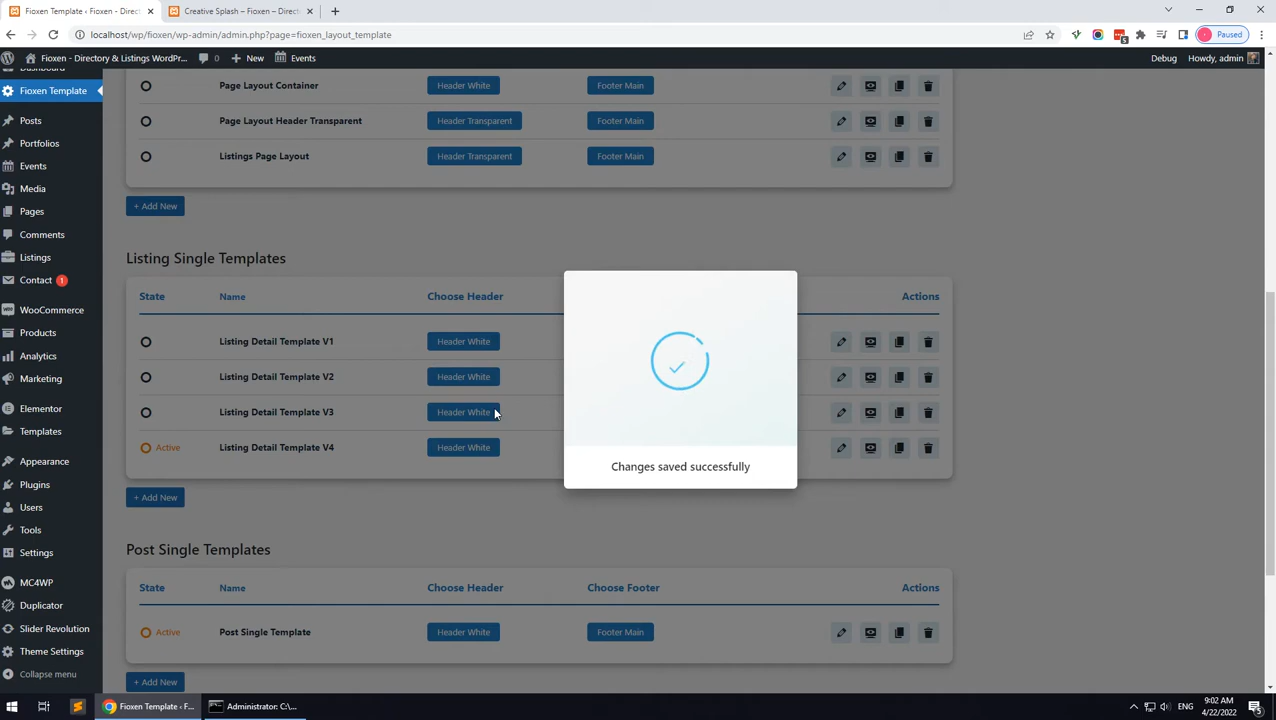 Fioxen Template ‹ Fioxen - Direct
Creative Splash – Fioxen – Direct
localhost/wp/fioxen/wp-admin/admin.php?page=fioxen_layout_template
5
Paused
Fioxen - Directory & Listings WordPr...
0
New
Events
Debug
Howdy, admin
Dashboard
Fioxen Template
Posts
Portfolios
Events
Media
Pages
Comments
Listings
Contact 1
WooCommerce
Products
Analytics
Marketing
Elementor
Templates
Appearance
Plugins
Users
Tools
Settings
MC4WP
Duplicator
Slider Revolution
Theme Settings
Collapse menu
Page Layout Container Header White Footer Main
Page Layout Header Transparent Header Transparent Footer Main
Listings Page Layout Header Transparent Footer Main
+ Add New
Listing Single Templates
State Name Choose Header Actions
Listing Detail Template V1 Header White
Listing Detail Template V2 Header White
Listing Detail Template V3 Header White
Active Listing Detail Template V4 Header White
+ Add New
Changes saved successfully
Post Single Templates
State Name Choose Header Choose Footer Actions
Active Post Single Template Header White Footer Main
+ Add New
Fioxen Template ‹ F...
Administrator: C:\...
ENG
9:02 AM
4/22/2022